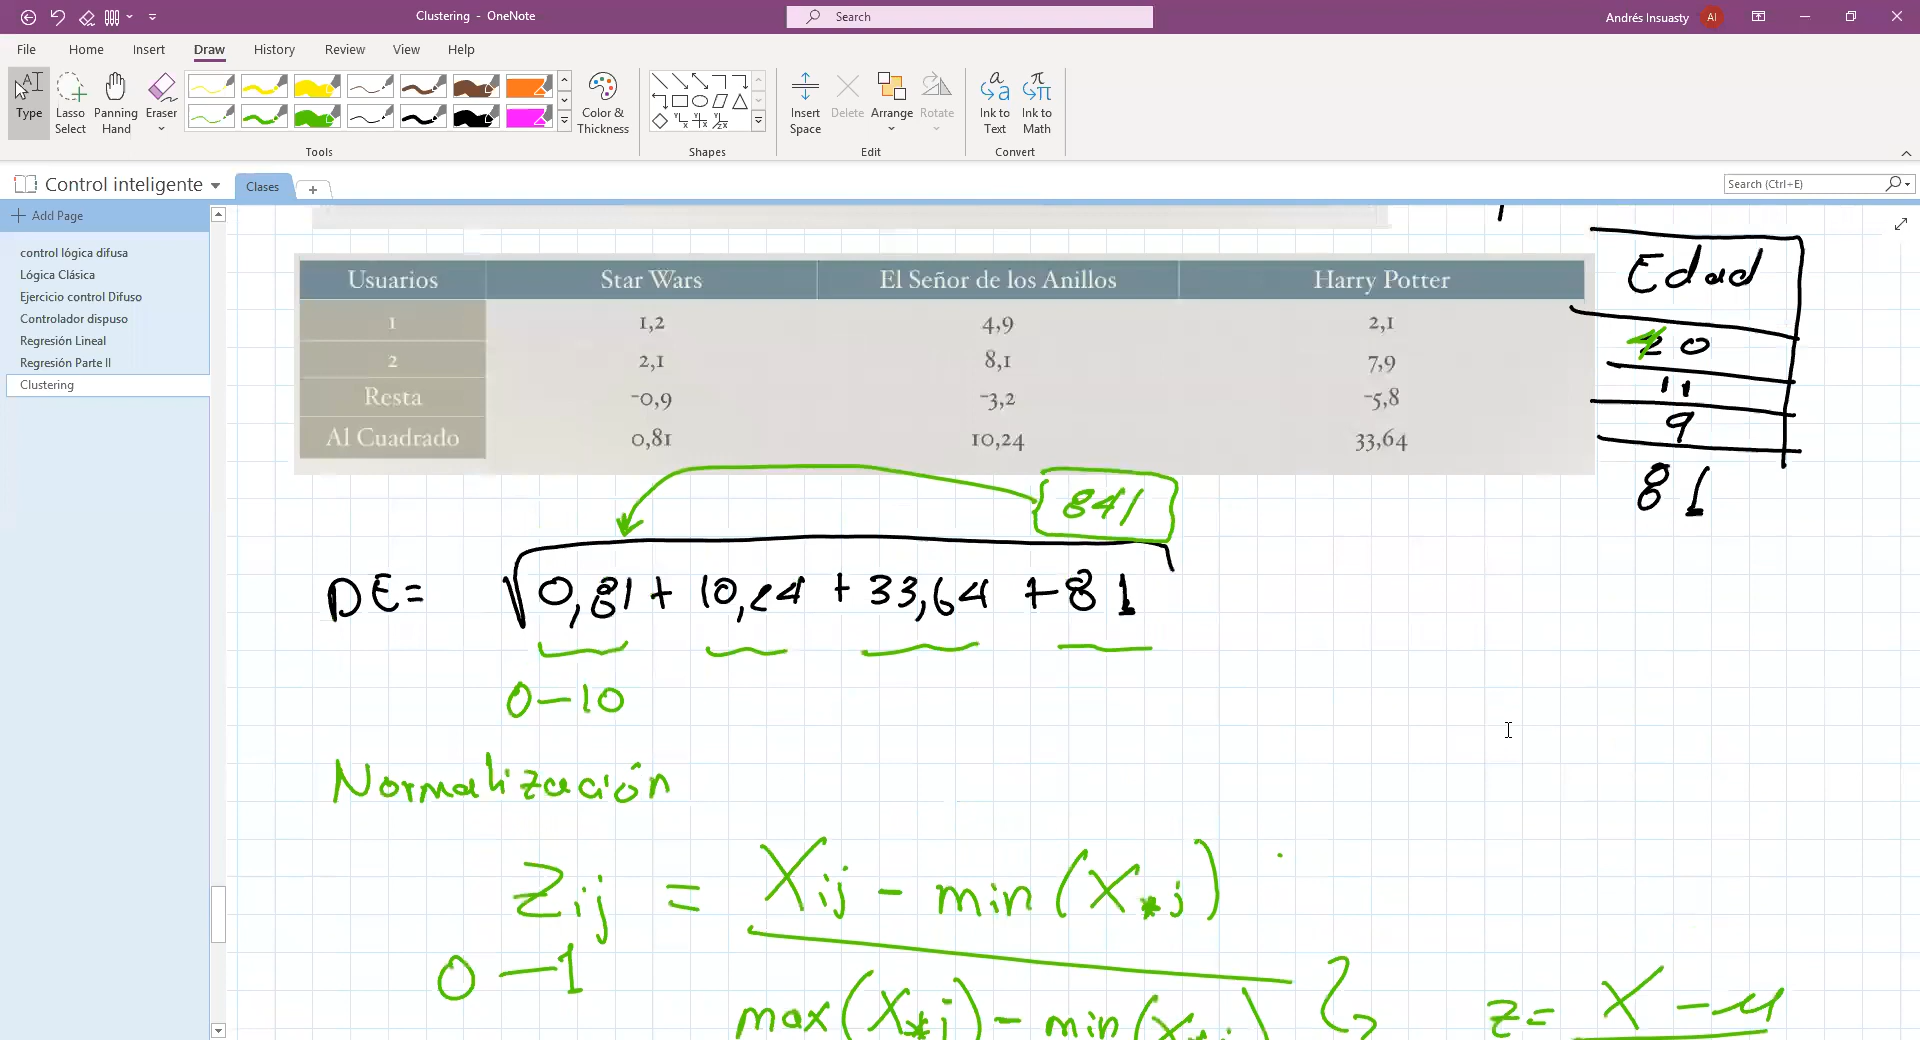 Clustering - OneNote
Search
Andrés Insuasty
AI
File Home Insert Draw History Review View Help
Type
Lasso Select
Panning Hand
Eraser
Color & Thickness
Insert Space
Delete
Arrange
Rotate
Ink to Text
Ink to Math
Tools
Shapes
Edit
Convert
Control inteligente
Clases
Search (Ctrl+E)
Add Page
control lógica difusa
Lógica Clásica
Ejercicio control Difuso
Controlador dispuso
Regresión Lineal
Regresión Parte II
Clustering
Usuarios Star Wars El Señor de los Anillos Harry Potter
1 1,2 4,9 2,1
2 2,1 8,1 7,9
Resta -0,9 -3,2 -5,8
Al Cuadrado 0,81 10,24 33,64
Edad
20
11
9
81
841
DE = √0,81 + 10,24 + 33,64 + 81
0 – 10
Normalización
Zij = Xij - min(X*j)
0 – 1
max(X*j) - min(X*j)
z = X - μ